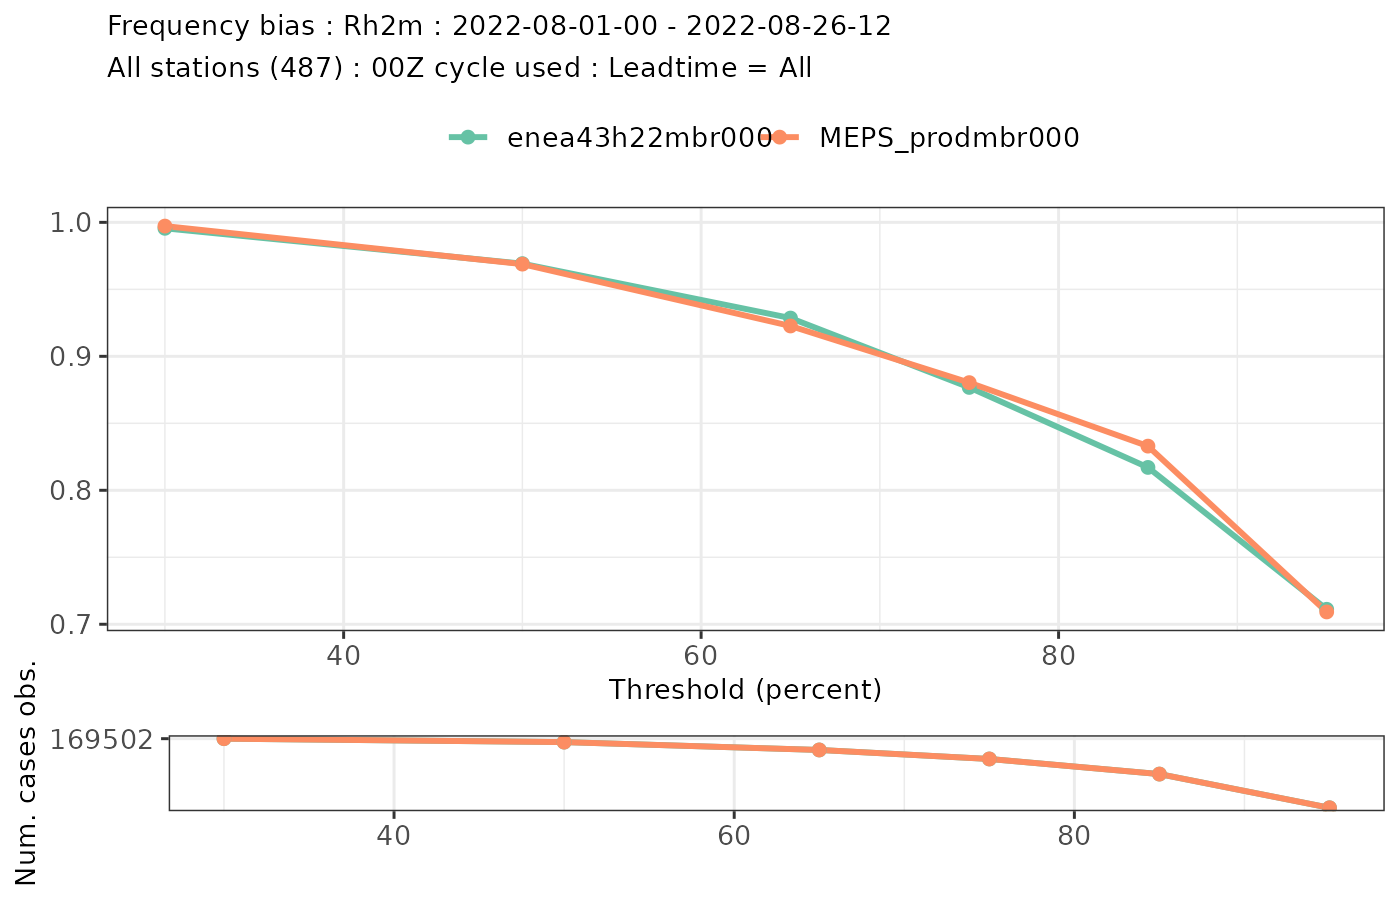 Frequency bias : Rh2m : 2022-08-01-00 - 2022-08-26-12
All stations (487) : 00Z cycle used : Leadtime = All
enea43h22mbr000 MEPS_prodmbr000
1.0
0.9
0.8
0.7
40 60 80
Threshold (percent)
Num. cases obs.
169502
40 60 80